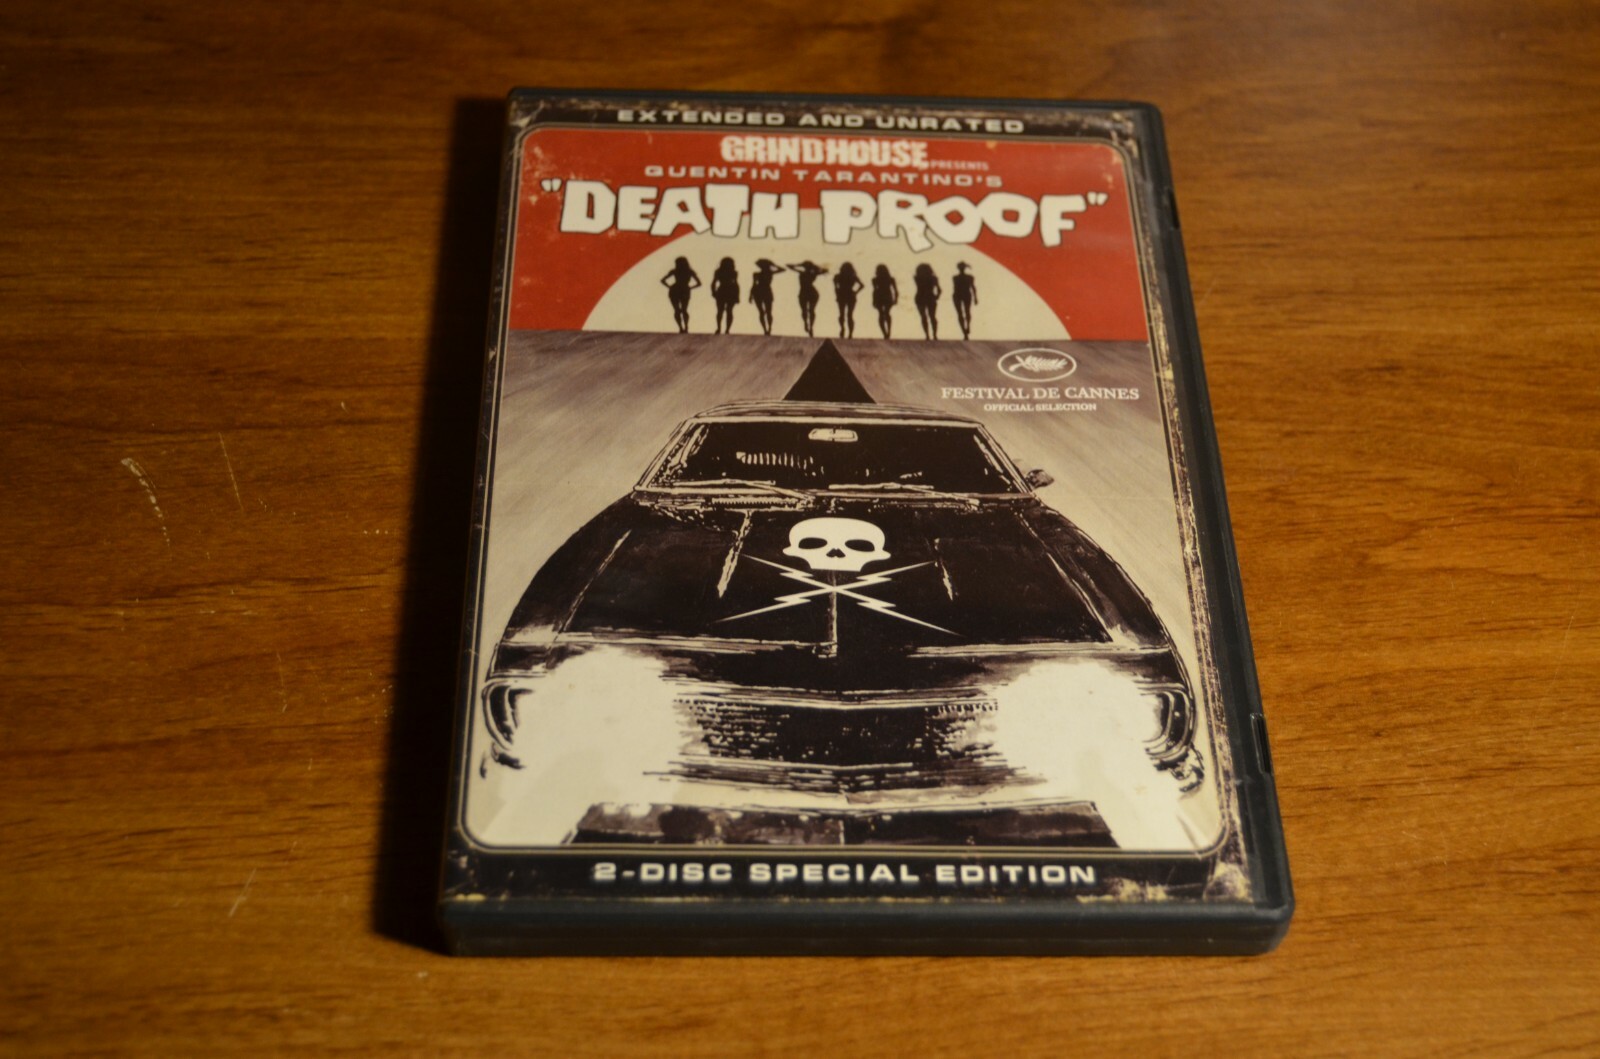 EXTENDED AND UNRATED
GRINDHOUSE PRESENTS
QUENTIN TARANTINO'S
"DEATH PROOF"
FESTIVAL DE CANNES
OFFICIAL SELECTION
2-DISC SPECIAL EDITION